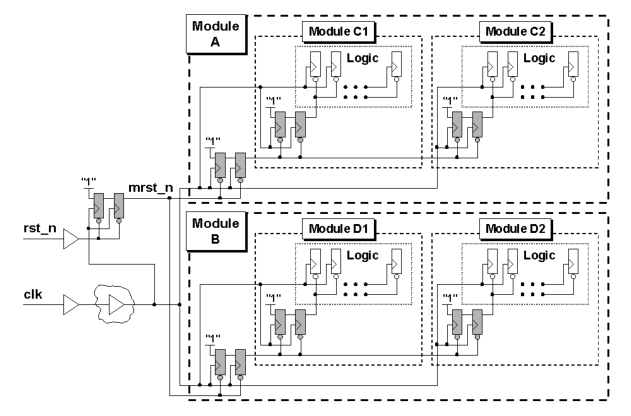 Module A
Module C1
Module C2
Logic
Logic
"1"
"1"
"1"
"1"
mrst_n
rst_n
Module B
Module D1
Module D2
Logic
Logic
clk
"1"
"1"
"1"